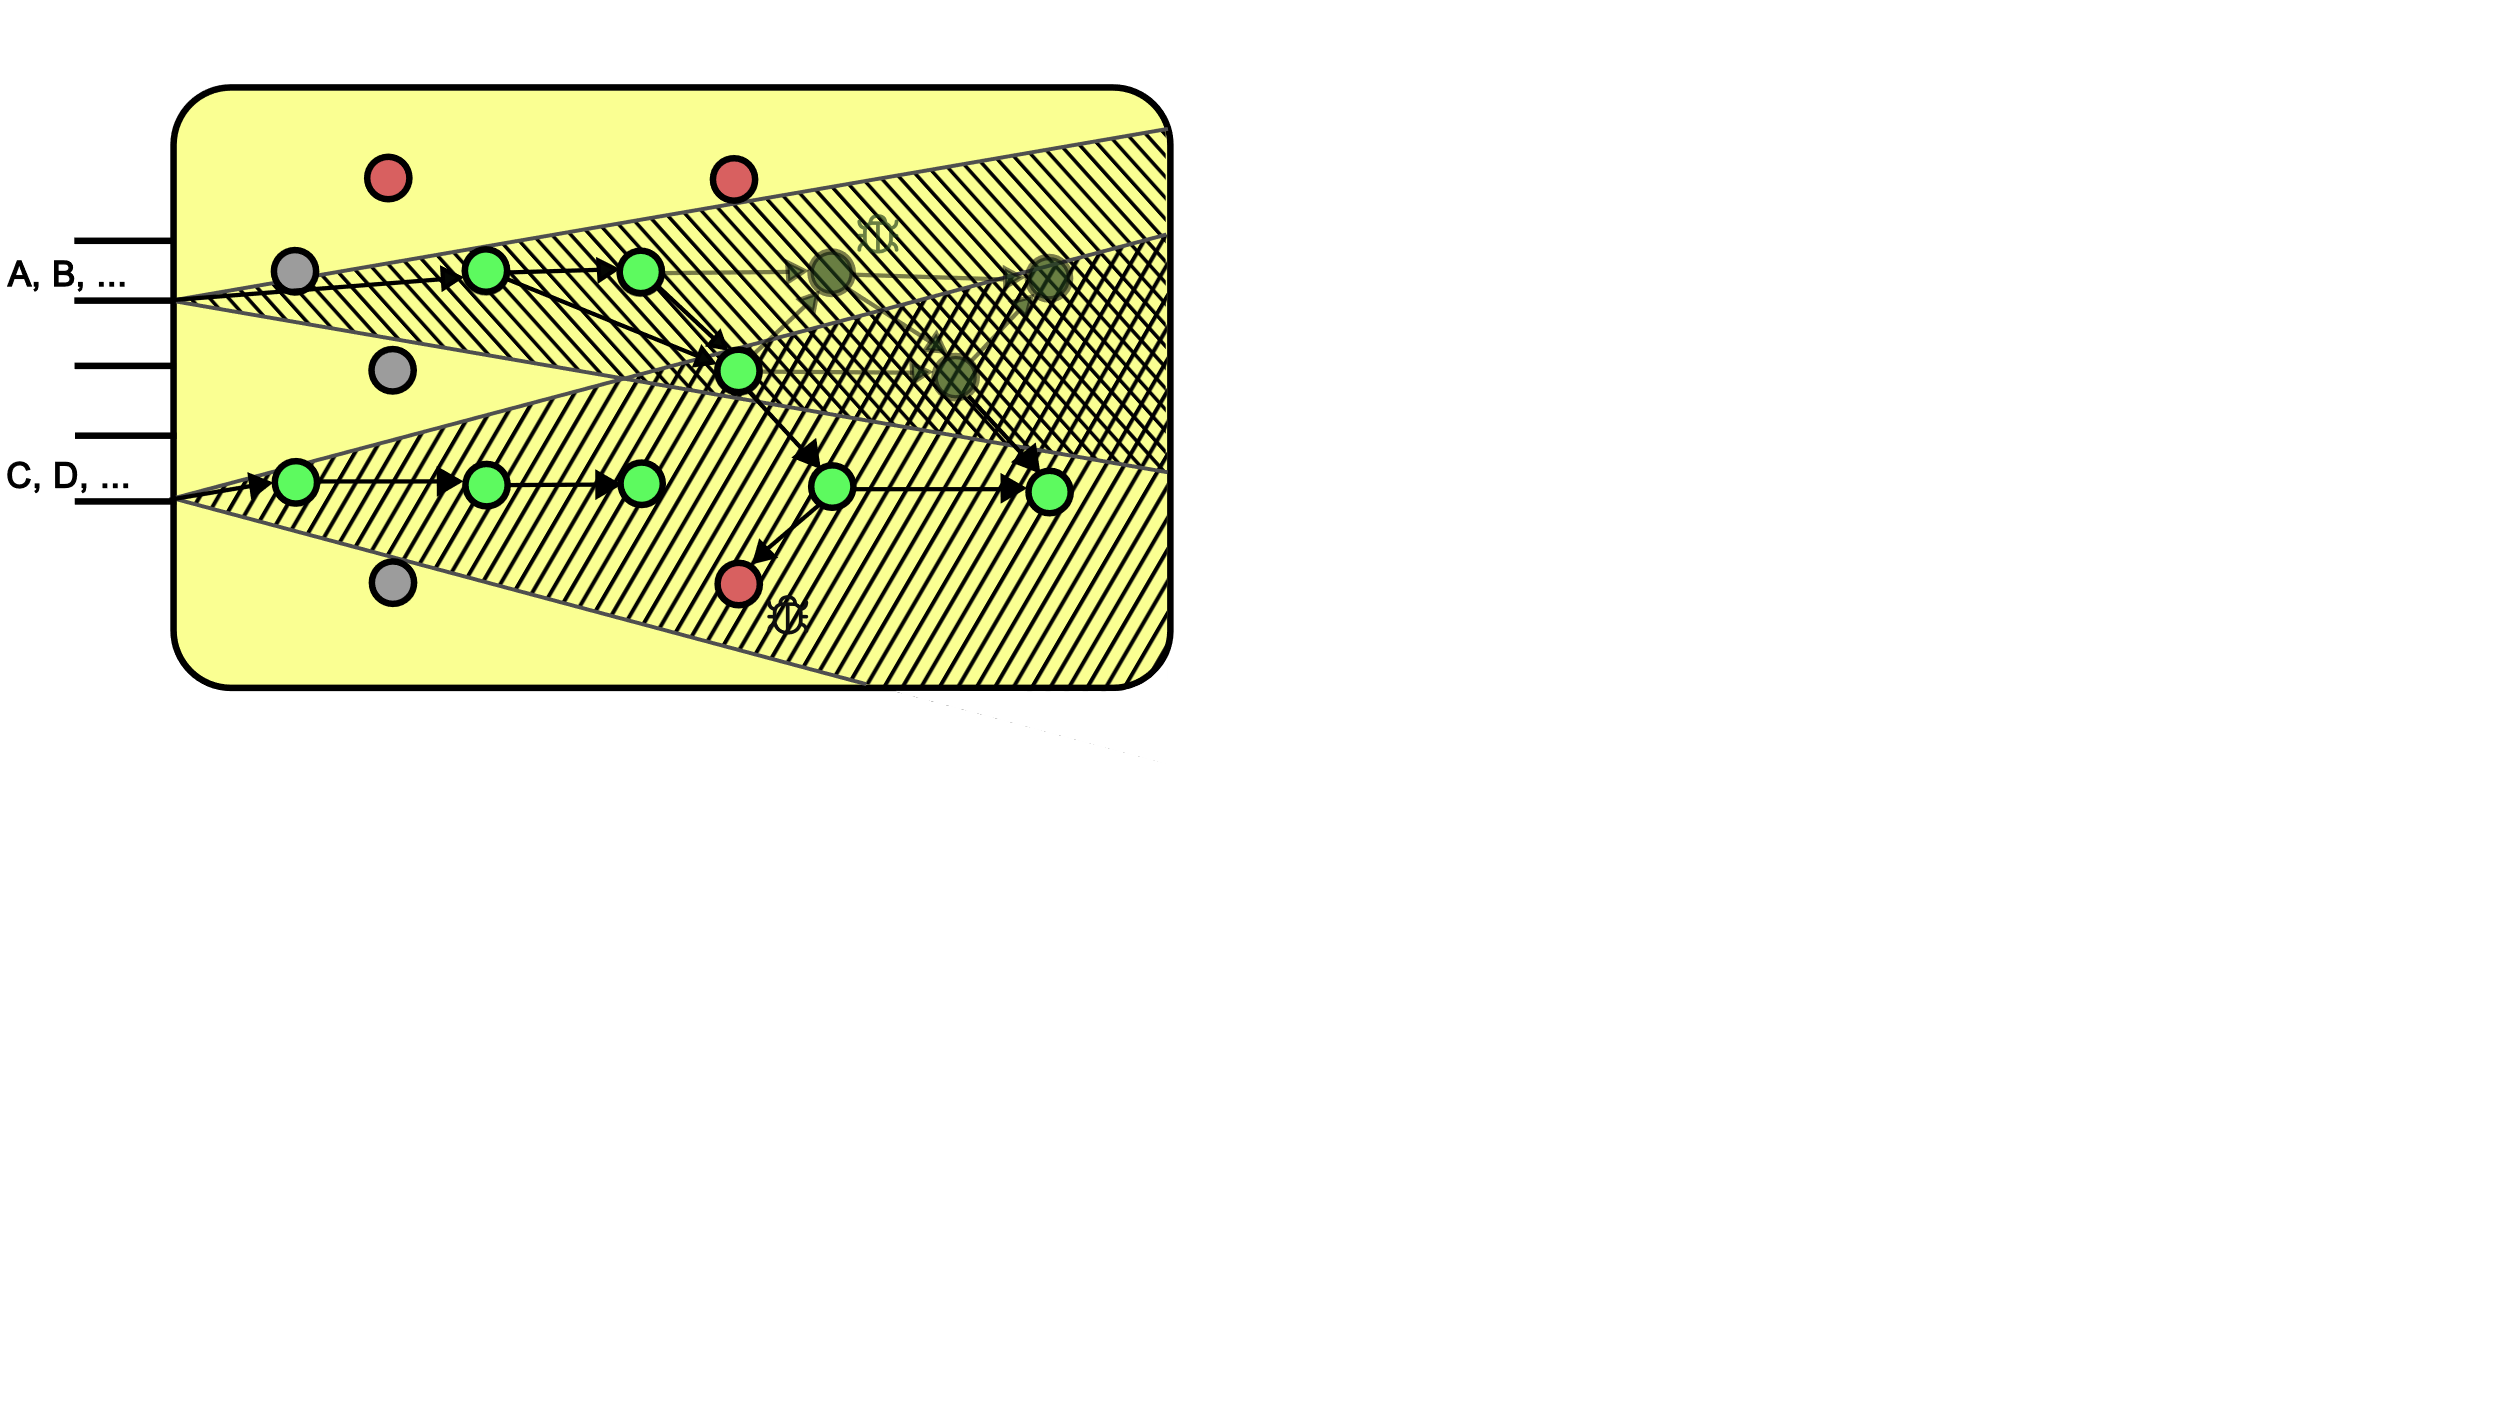 A, B, ...
C, D, ...